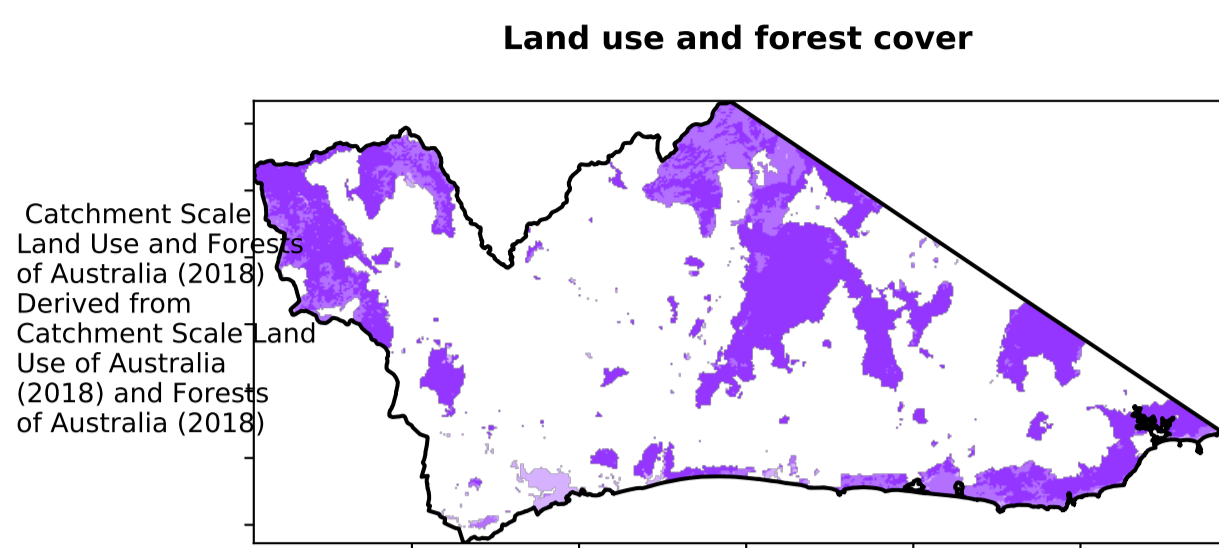 Land use and forest cover
Catchment Scale
Land Use and Forests
of Australia (2018)
Derived from
Catchment Scale Land
Use of Australia
(2018) and Forests
of Australia (2018)